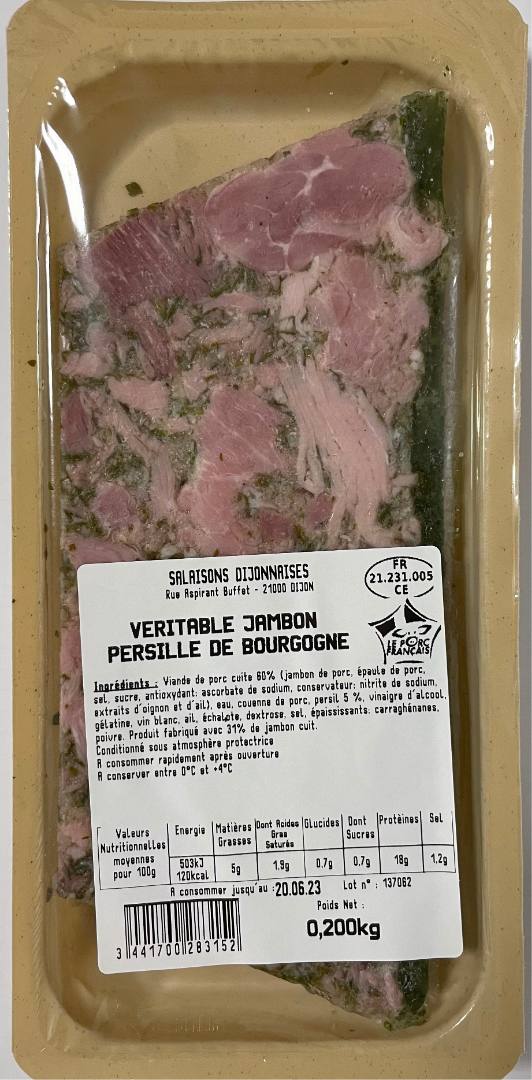 SALAISONS DIJONNAISES
Rue Aspirant Buffet - 21000 DIJON
FR
21.231.005
CE
VERITABLE JAMBON
PERSILLE DE BOURGOGNE
LE PORC
FRANÇAIS
Ingrédients : Viande de porc cuite 60% (jambon de porc, épaule de porc,
sel, sucre, antioxydant: ascorbate de sodium, conservateur: nitrite de sodium,
extraits d'oignon et d'ail), eau, couenne de porc, persil 5 %, vinaigre d'alcool,
gélatine, vin blanc, ail, échalote, dextrose, sel, épaississants: carraghénanes,
poivre. Produit fabriqué avec 31% de jambon cuit.
Conditionné sous atmosphère protectrice
A consommer rapidement après ouverture
A conserver entre 0°C et +4°C
Valeurs Nutritionnelles moyennes pour 100g
Energie Matières Grasses Dont Acides Gras Saturés Glucides Dont Sucres Protéines Sel
503kJ 120kcal 5g 1.9g 0.7g 0.7g 18g 1.2g
A consommer jusqu'au : 20.06.23 Lot n° : 137062
Poids Net :
0,200kg
3 441700 283152